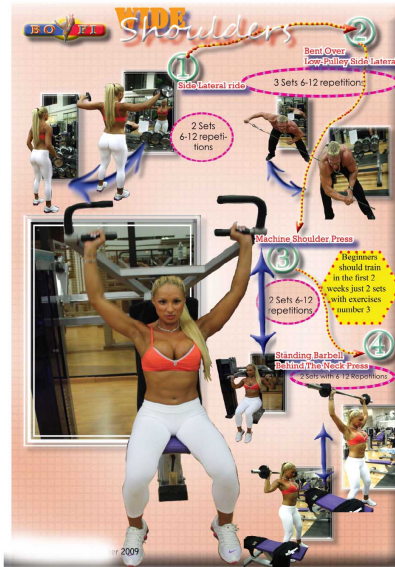 BO FI
WIDE
Shoulders
1
Side Lateral ride
2 Sets
6-12 repeti-
tions
2
Bent Over
Low-Pulley Side Latera
3 Sets 6-12 repetitions
Machine Shoulder Press
3
2 Sets 6-12
repetitions
Beginners
should train
in the first 2
weeks just 2 sets
with exercises
number 3
4
Standing Barbell
Behind The Neck Press
2 Sets with 6-12 Repetitions
er 2009